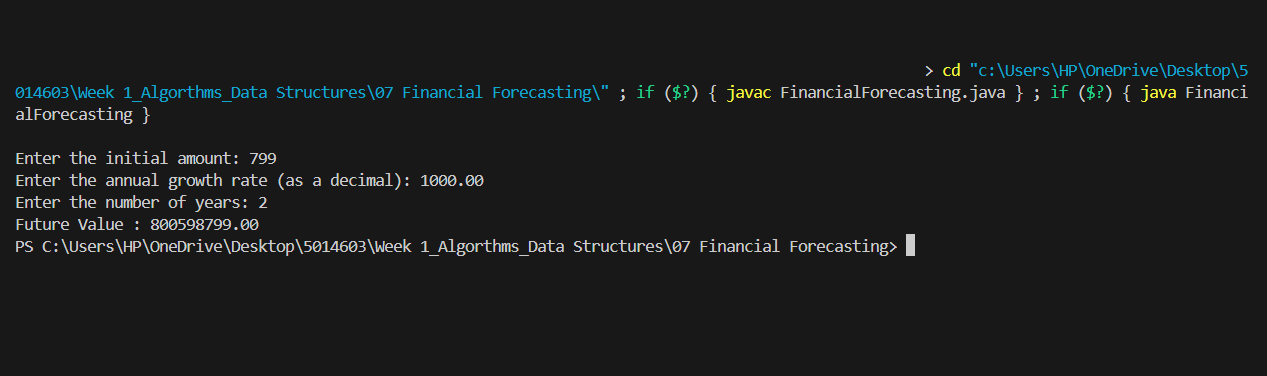 > cd "c:\Users\HP\OneDrive\Desktop\5
014603\Week 1_Algorthms_Data Structures\07 Financial Forecasting\" ; if ($?) { javac FinancialForecasting.java } ; if ($?) { java Financi
alForecasting }
Enter the initial amount: 799
Enter the annual growth rate (as a decimal): 1000.00
Enter the number of years: 2
Future Value : 800598799.00
PS C:\Users\HP\OneDrive\Desktop\5014603\Week 1_Algorthms_Data Structures\07 Financial Forecasting>